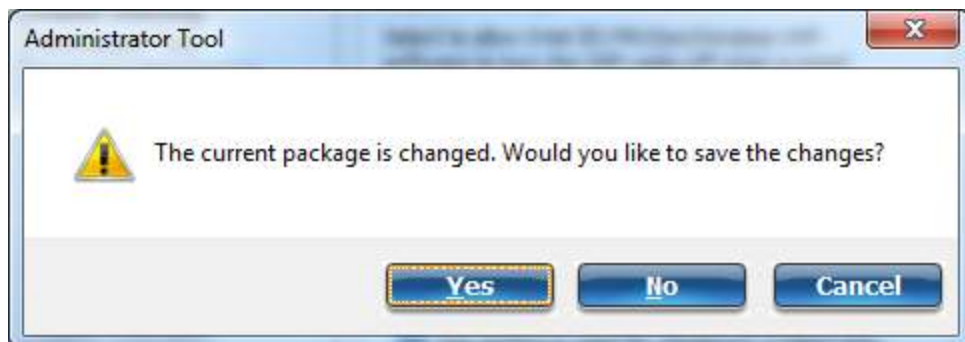 Administrator Tool
The current package is changed. Would you like to save the changes?
Yes
No
Cancel